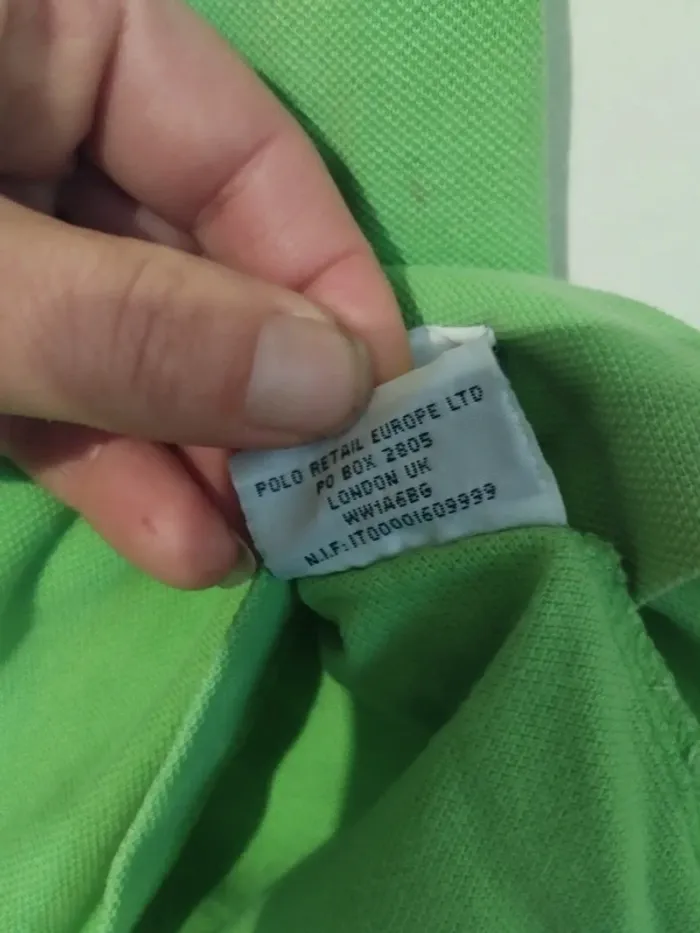 POLO RETAIL EUROPE LTD
PO BOX 2805
LONDON UK
WW1A6BG
N.I.F:IT00001609999